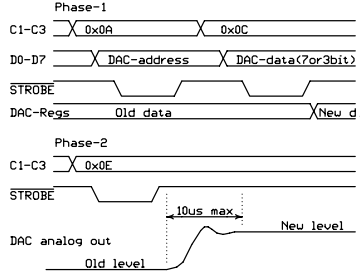 Phase-1
C1-C3 0x0A 0x0C
D0-D7 DAC-address DAC-data(7or3bit)
STROBE
DAC-Regs Old data New d
Phase-2
C1-C3 0x0E
STROBE
10us max
New level
DAC analog out
Old level